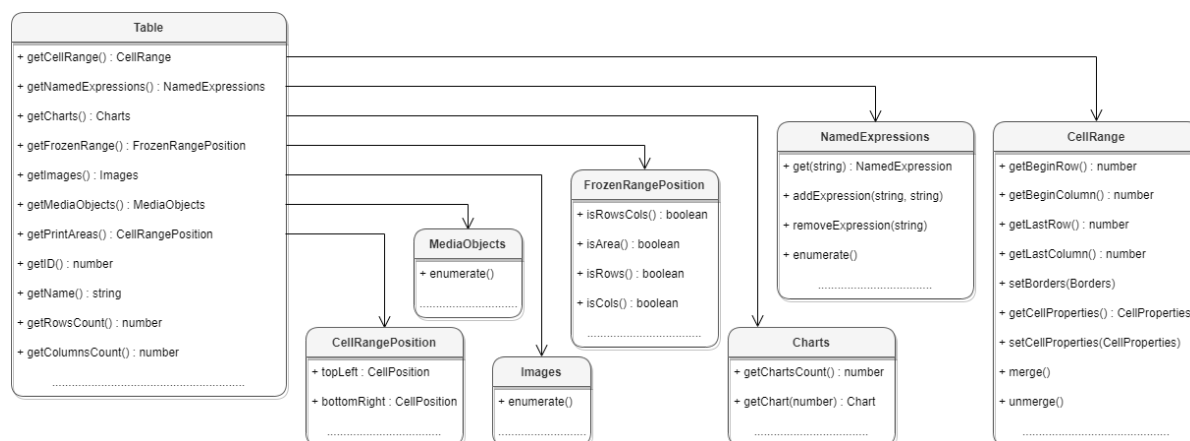 Table
+ getCellRange() : CellRange
+ getNamedExpressions() : NamedExpressions
+ getCharts() : Charts
+ getFrozenRange() : FrozenRangePosition
+ getImages() : Images
+ getMediaObjects() : MediaObjects
+ getPrintAreas() : CellRangePosition
+ getID() : number
+ getName() : string
+ getRowsCount() : number
+ getColumnsCount() : number
CellRangePosition
+ topLeft : CellPosition
+ bottomRight : CellPosition
MediaObjects
+ enumerate()
Images
+ enumerate()
FrozenRangePosition
+ isRowsCols() : boolean
+ isArea() : boolean
+ isRows() : boolean
+ isCols() : boolean
Charts
+ getChartsCount() : number
+ getChart(number) : Chart
NamedExpressions
+ get(string) : NamedExpression
+ addExpression(string, string)
+ removeExpression(string)
+ enumerate()
CellRange
+ getBeginRow() : number
+ getBeginColumn() : number
+ getLastRow() : number
+ getLastColumn() : number
+ setBorders(Borders)
+ getCellProperties() : CellProperties
+ setCellProperties(CellProperties)
+ merge()
+ unmerge()